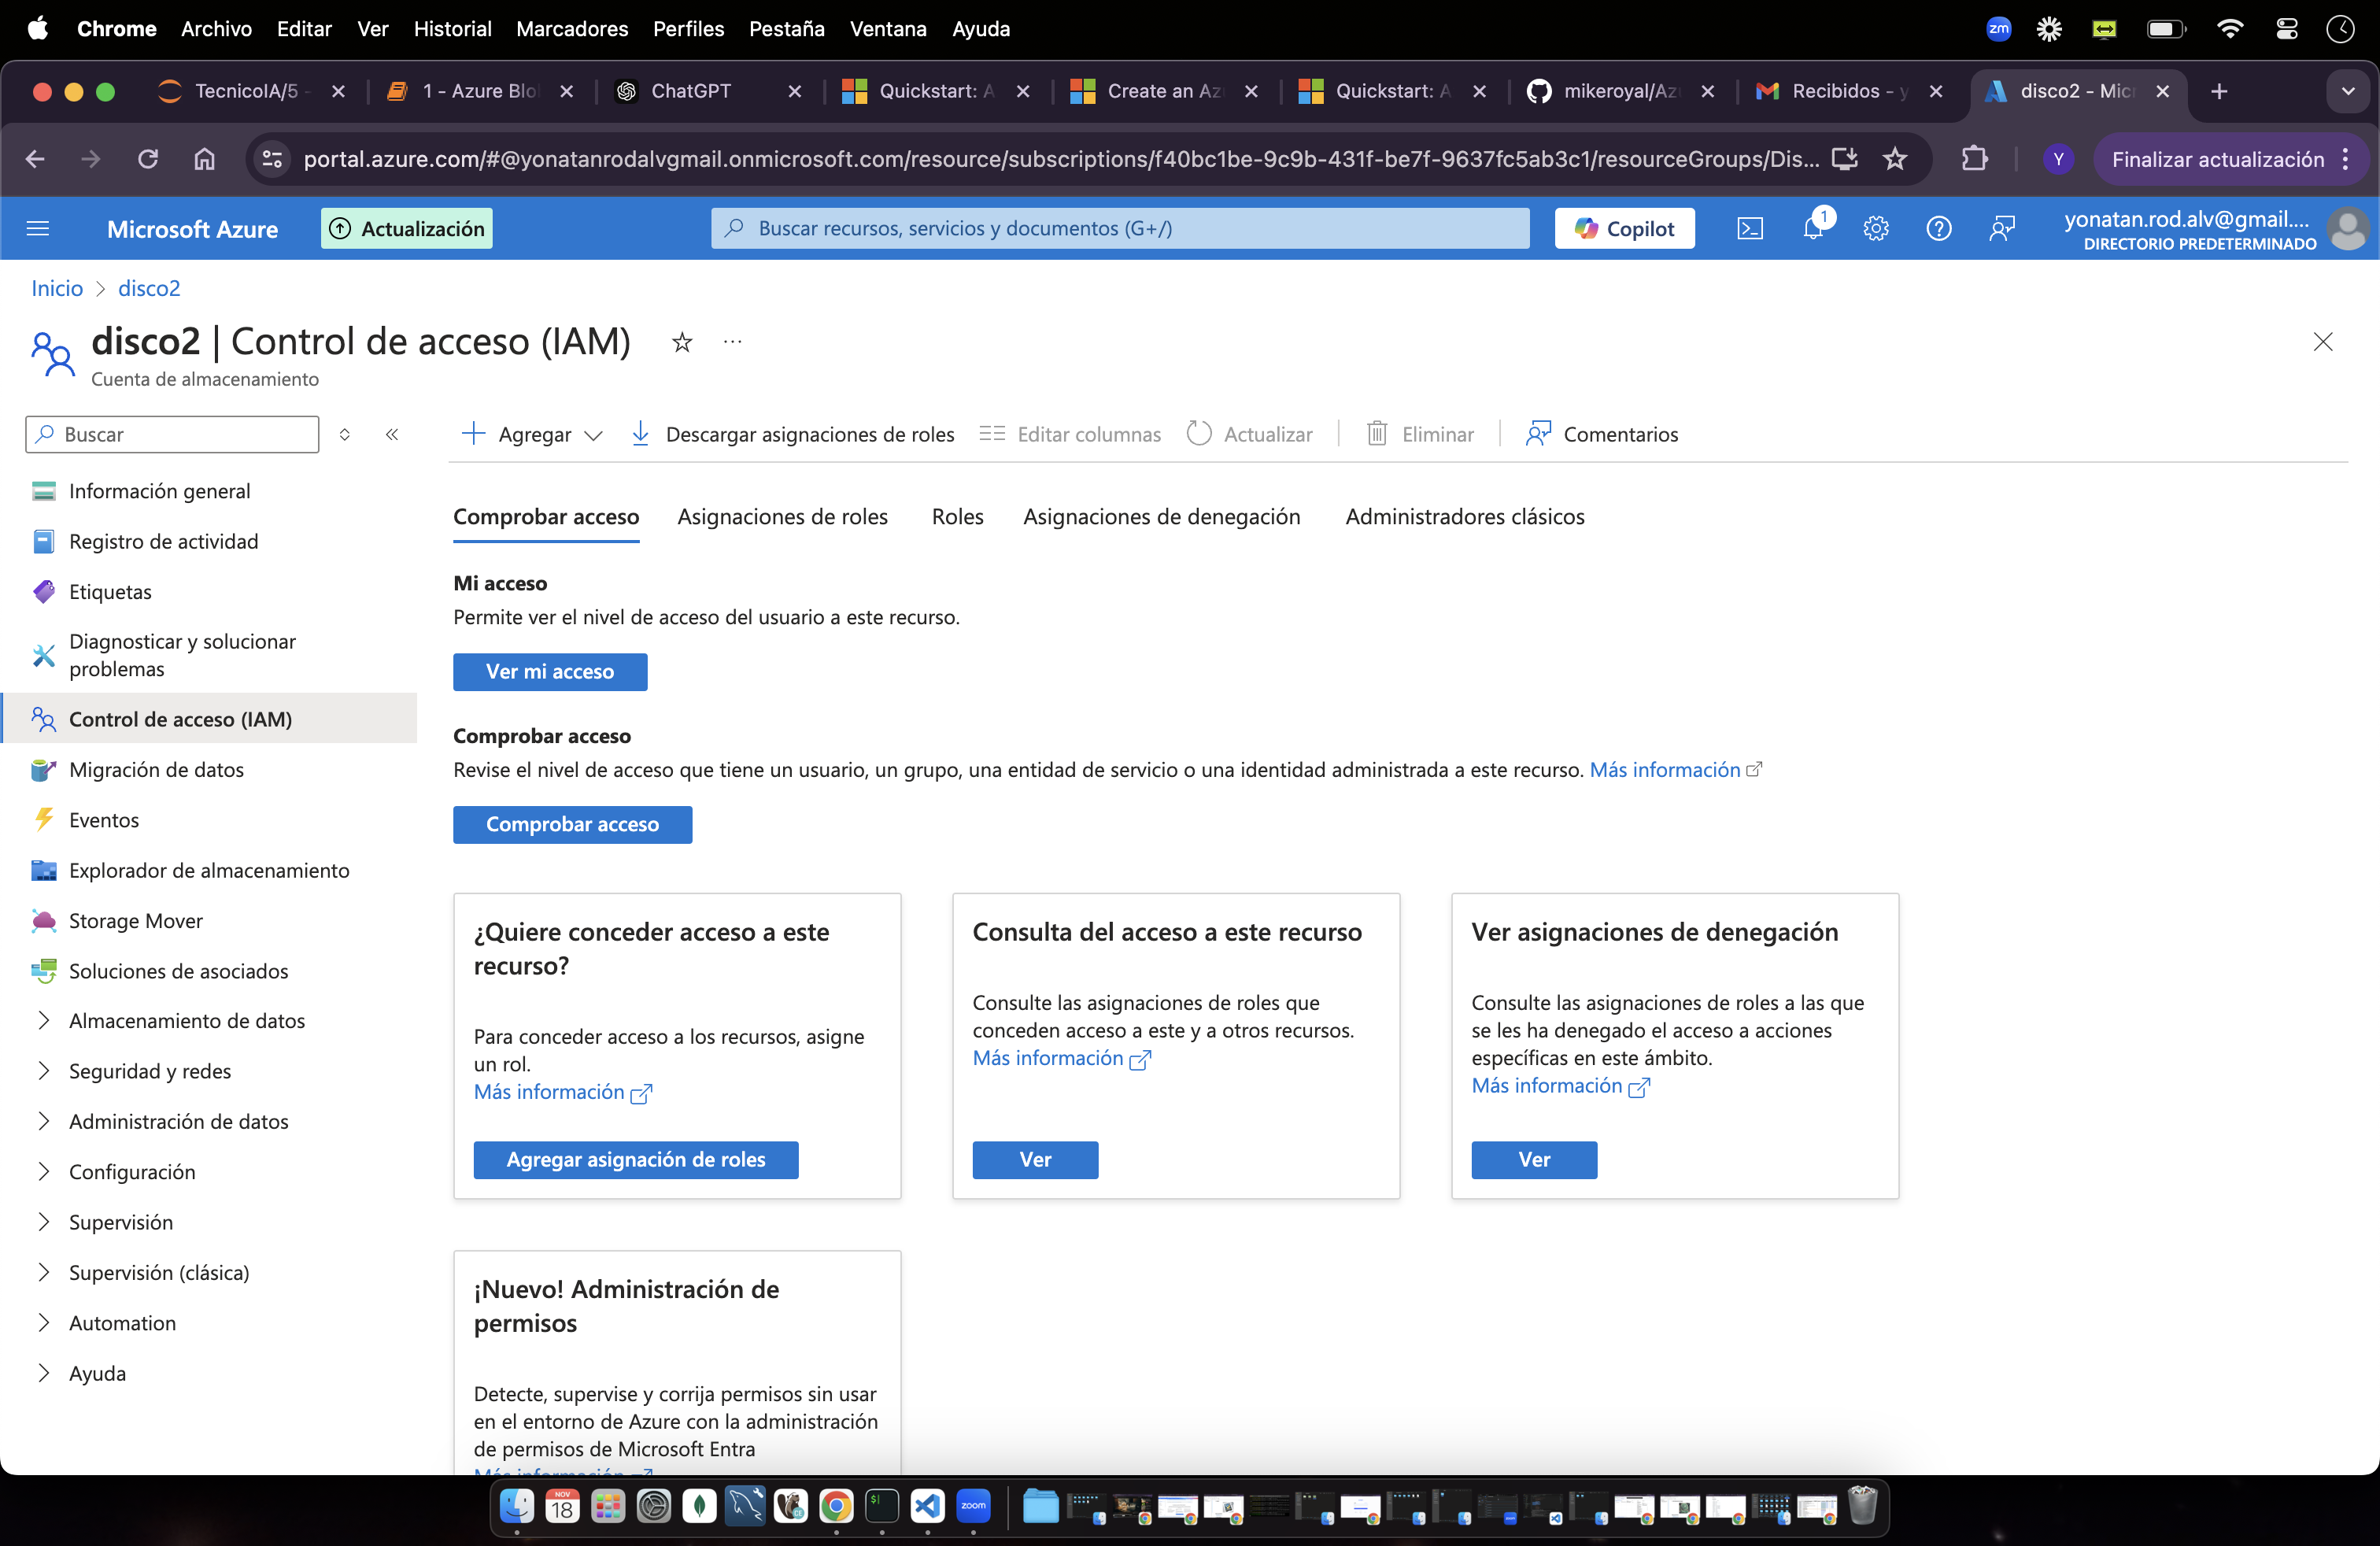 Chrome Archivo Editar Ver Historial Marcadores Perfiles Pestaña Ventana Ayuda
zm
TecnicoIA/5 -
1 - Azure Blo
ChatGPT
Quickstart: A
Create an Az
Quickstart: A
mikeroyal/Az
Recibidos - y
disco2 - Mic
portal.azure.com/#@yonatanrodalvgmail.onmicrosoft.com/resource/subscriptions/f40bc1be-9c9b-431f-be7f-9637fc5ab3c1/resourceGroups/Dis...
Y
Finalizar actualización
Microsoft Azure
Actualización
Buscar recursos, servicios y documentos (G+/)
Copilot
1
yonatan.rod.alv@gmail....
DIRECTORIO PREDETERMINADO
Inicio > disco2
disco2 | Control de acceso (IAM)
Cuenta de almacenamiento
Buscar
Agregar
Descargar asignaciones de roles
Editar columnas
Actualizar
Eliminar
Comentarios
Información general
Registro de actividad
Etiquetas
Diagnosticar y solucionar
problemas
Control de acceso (IAM)
Migración de datos
Eventos
Explorador de almacenamiento
Storage Mover
Soluciones de asociados
Almacenamiento de datos
Seguridad y redes
Administración de datos
Configuración
Supervisión
Supervisión (clásica)
Automation
Ayuda
Comprobar acceso
Asignaciones de roles
Roles
Asignaciones de denegación
Administradores clásicos
Mi acceso
Permite ver el nivel de acceso del usuario a este recurso.
Ver mi acceso
Comprobar acceso
Revise el nivel de acceso que tiene un usuario, un grupo, una entidad de servicio o una identidad administrada a este recurso. Más información
Comprobar acceso
¿Quiere conceder acceso a este
recurso?
Para conceder acceso a los recursos, asigne
un rol.
Más información
Agregar asignación de roles
Consulta del acceso a este recurso
Consulte las asignaciones de roles que
conceden acceso a este y a otros recursos.
Más información
Ver
Ver asignaciones de denegación
Consulte las asignaciones de roles a las que
se les ha denegado el acceso a acciones
específicas en este ámbito.
Más información
Ver
¡Nuevo! Administración de
permisos
Detecte, supervise y corrija permisos sin usar
en el entorno de Azure con la administración
de permisos de Microsoft Entra
Más información
NOV
18
$
zoom